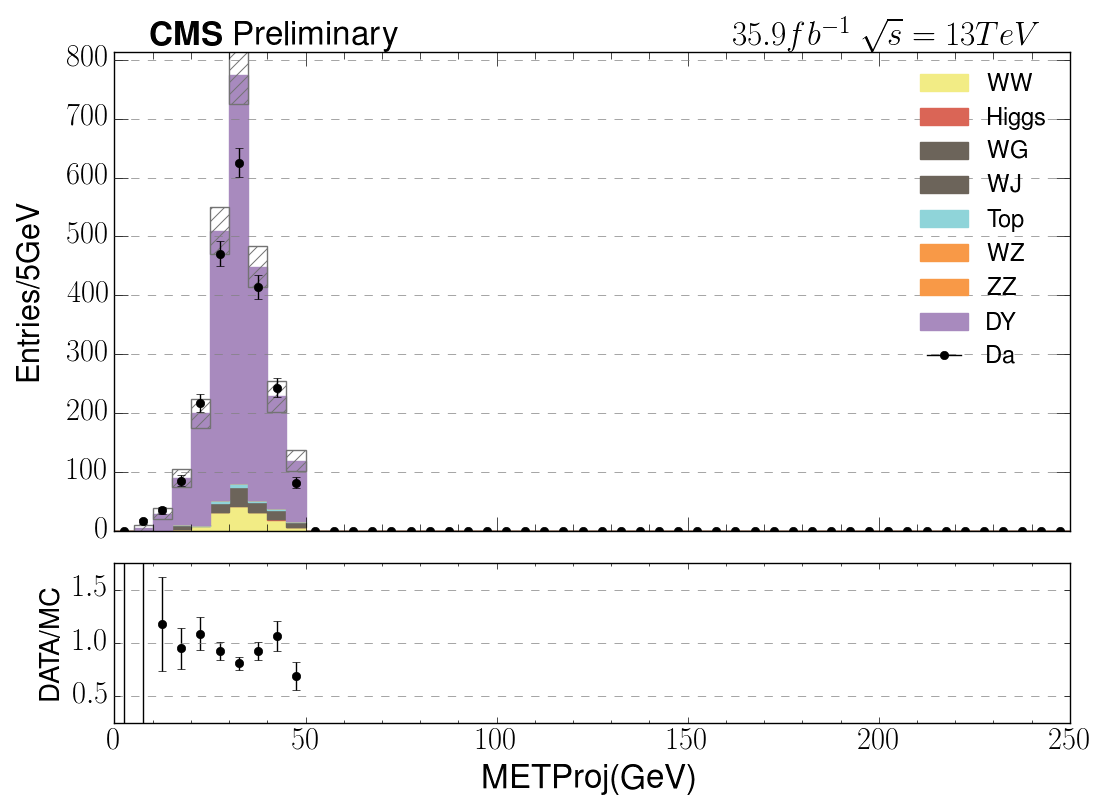 CMS Preliminary 35.9fb⁻¹ √s = 13TeV
800
700
600
500
400
300
200
100
0
Entries/5GeV
WW
Higgs
WG
WJ
Top
WZ
ZZ
DY
Da
1.5
1.0
0.5
DATA/MC
0 50 100 150 200 250
METProj(GeV)